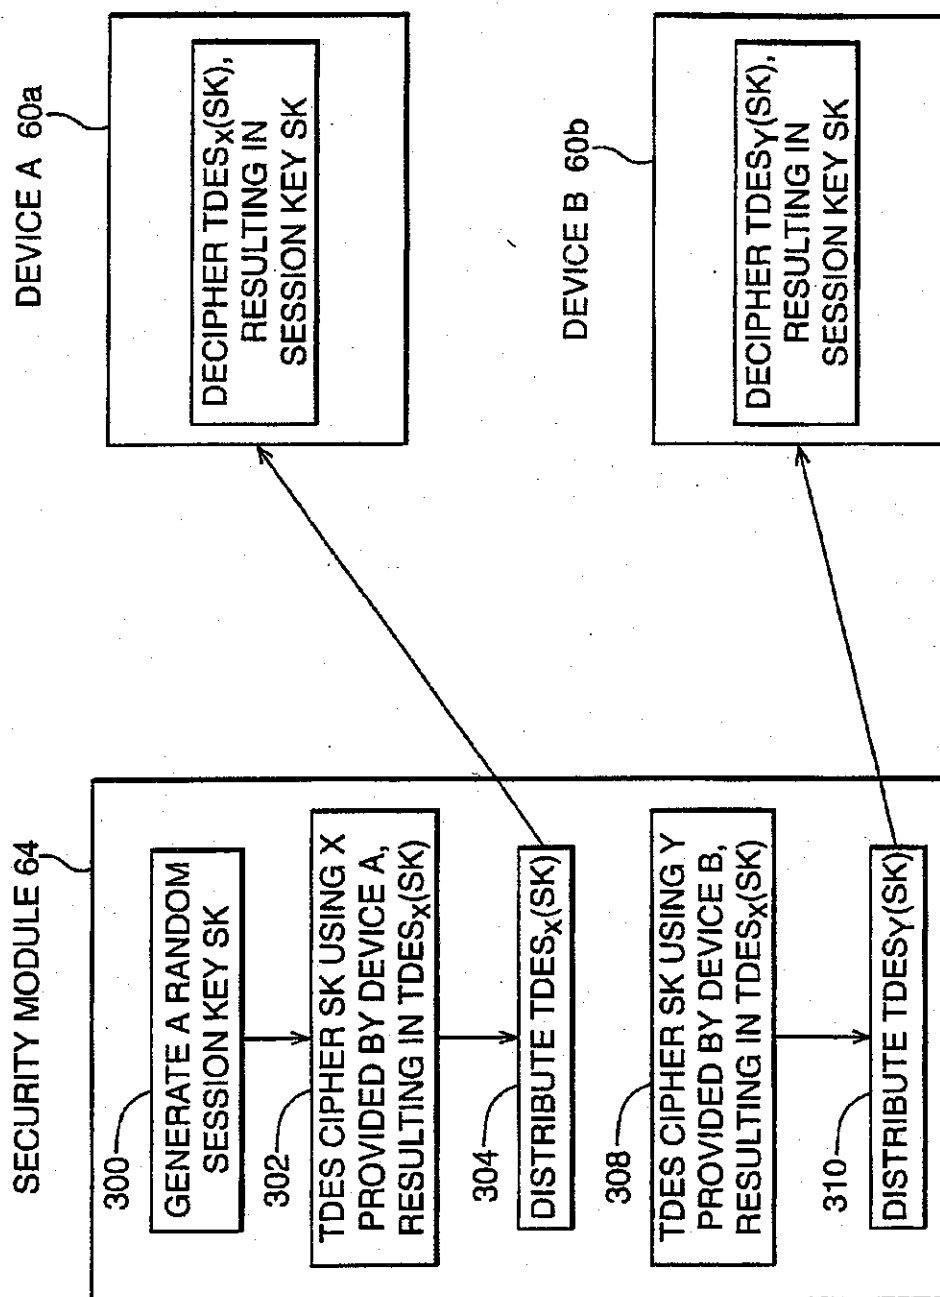 SECURITY MODULE 64
300
GENERATE A RANDOM
SESSION KEY SK
302
TDES CIPHER SK USING X
PROVIDED BY DEVICE A,
RESULTING IN TDESX(SK)
304
DISTRIBUTE TDESX(SK)
308
TDES CIPHER SK USING Y
PROVIDED BY DEVICE B,
RESULTING IN TDESX(SK)
310
DISTRIBUTE TDESY(SK)
DEVICE A 60a
DECIPHER TDESX(SK),
RESULTING IN
SESSION KEY SK
DEVICE B 60b
DECIPHER TDESY(SK),
RESULTING IN
SESSION KEY SK